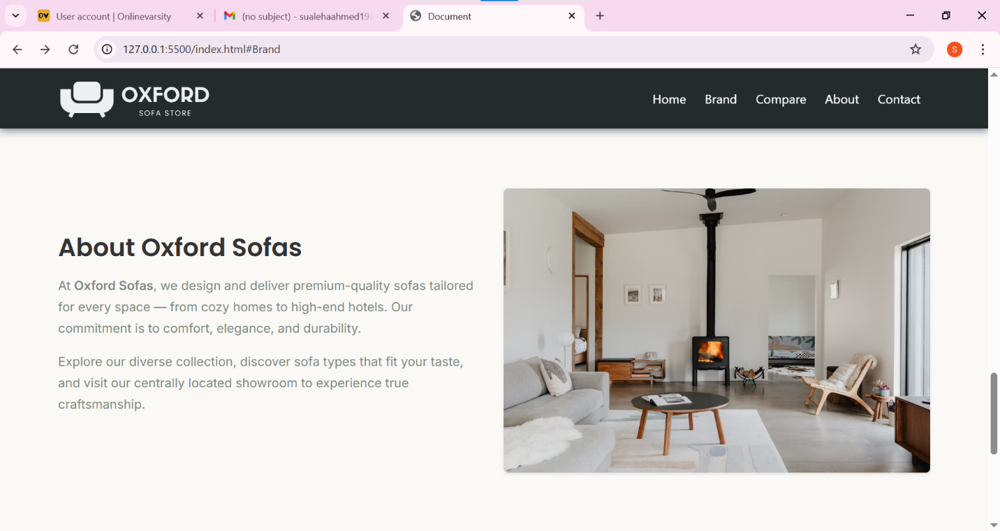 OV User account | Onlinevarsity
(no subject) - sualehaahmed19
Document
127.0.0.1:5500/index.html#Brand
S
OXFORD
SOFA STORE
Home Brand Compare About Contact
About Oxford Sofas
At Oxford Sofas, we design and deliver premium-quality sofas tailored
for every space — from cozy homes to high-end hotels. Our
commitment is to comfort, elegance, and durability.
Explore our diverse collection, discover sofa types that fit your taste,
and visit our centrally located showroom to experience true
craftsmanship.